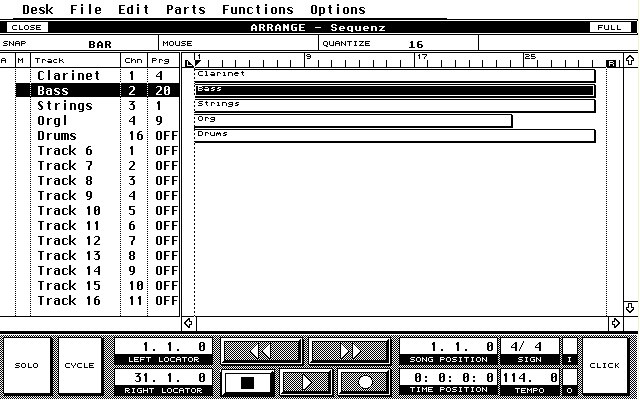 Desk File Edit Parts Functions Options
CLOSE ARRANGE - Sequenz FULL
SNAP BAR MOUSE QUANTIZE 16
A M Track Chn Prg L 1 9 17 25 R
Clarinet 1 4 Clarinet
Bass 2 20 Bass
Strings 3 1 Strings
Orgl 4 9 Org
Drums 16 OFF Drums
Track 6 1 OFF
Track 7 2 OFF
Track 8 3 OFF
Track 9 4 OFF
Track 10 5 OFF
Track 11 6 OFF
Track 12 7 OFF
Track 13 8 OFF
Track 14 9 OFF
Track 15 10 OFF
Track 16 11 OFF
1. 1. 0 1. 1. 0 4/ 4
SOLO CYCLE LEFT LOCATOR SONG POSITION SIGN I CLICK
31. 1. 0 0: 0: 0: 0 114. 0
RIGHT LOCATOR TIME POSITION TEMPO O